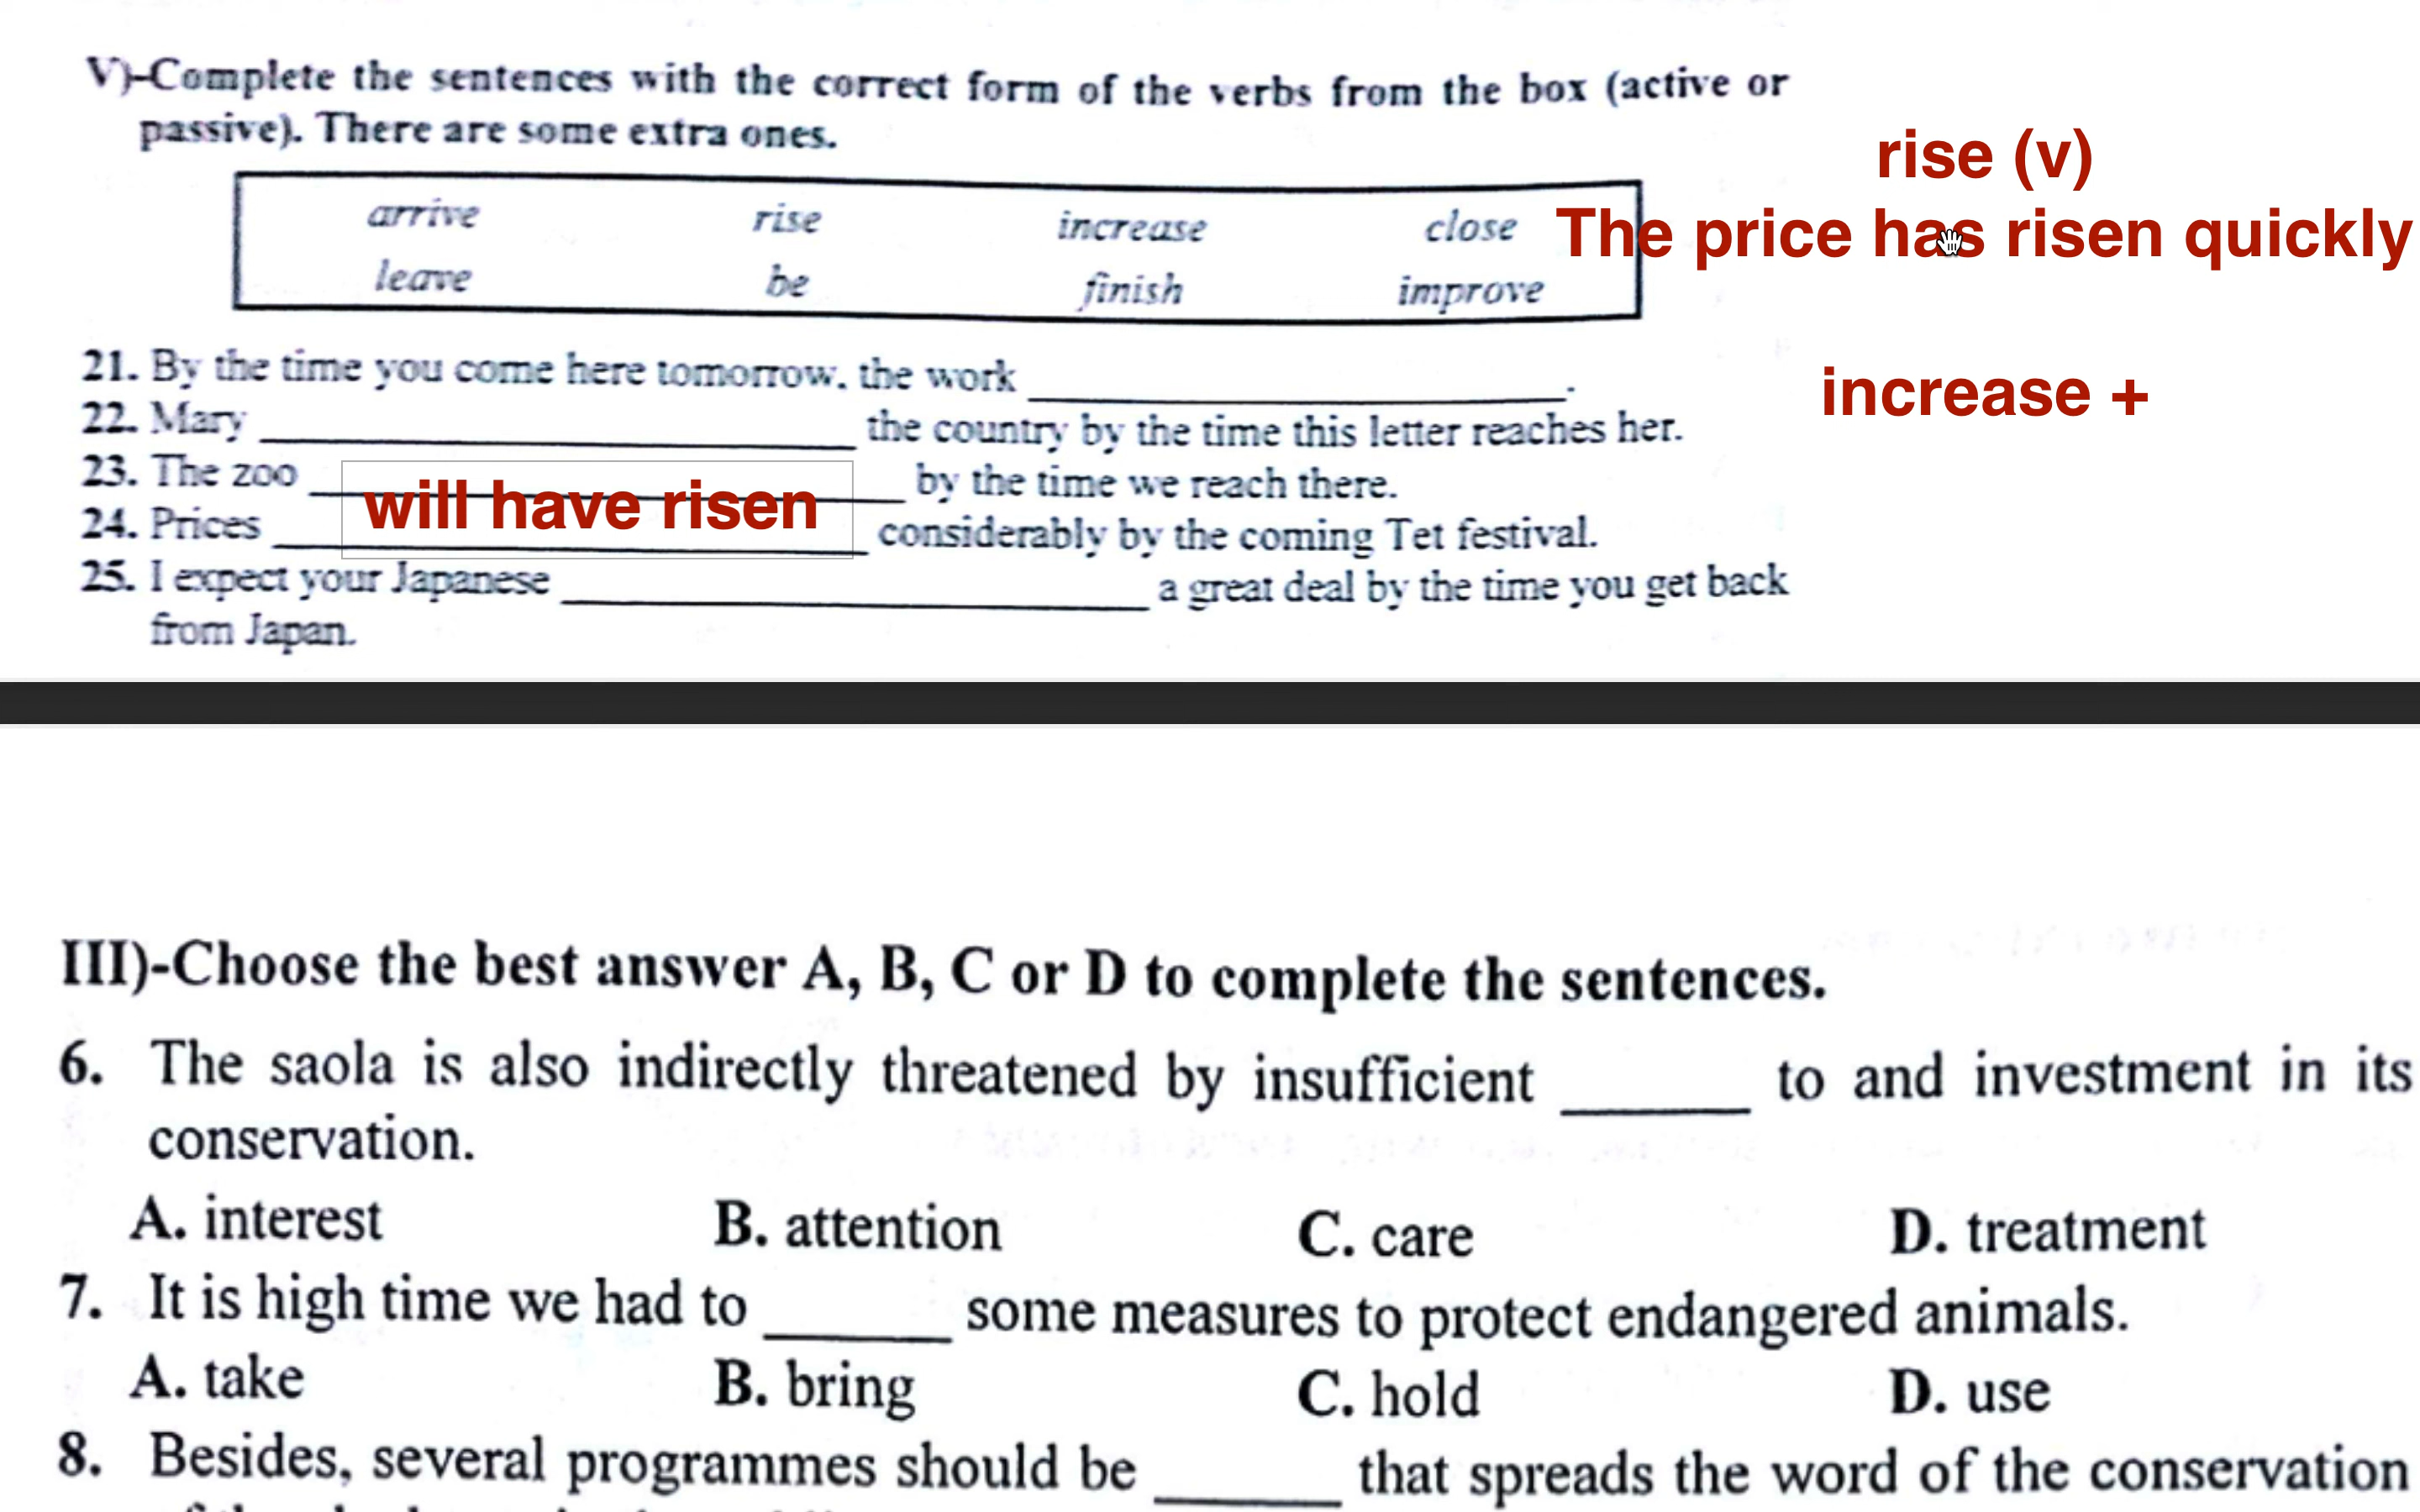 V)-Complete the sentences with the correct form of the verbs from the box (active or
passive). There are some extra ones.
rise (v)
The price has risen quickly
arrive rise increase close
leave be finish improve
increase +
21. By the time you come here tomorrow, the work ____________.
22. Mary ____________ the country by the time this letter reaches her.
23. The zoo ____________ by the time we reach there.
will have risen
24. Prices ____________ considerably by the coming Tet festival.
25. I expect your Japanese ____________ a great deal by the time you get back
from Japan.
III)-Choose the best answer A, B, C or D to complete the sentences.
6. The saola is also indirectly threatened by insufficient ______ to and investment in its
conservation.
A. interest B. attention C. care D. treatment
7. It is high time we had to ______ some measures to protect endangered animals.
A. take B. bring C. hold D. use
8. Besides, several programmes should be ______ that spreads the word of the conservation